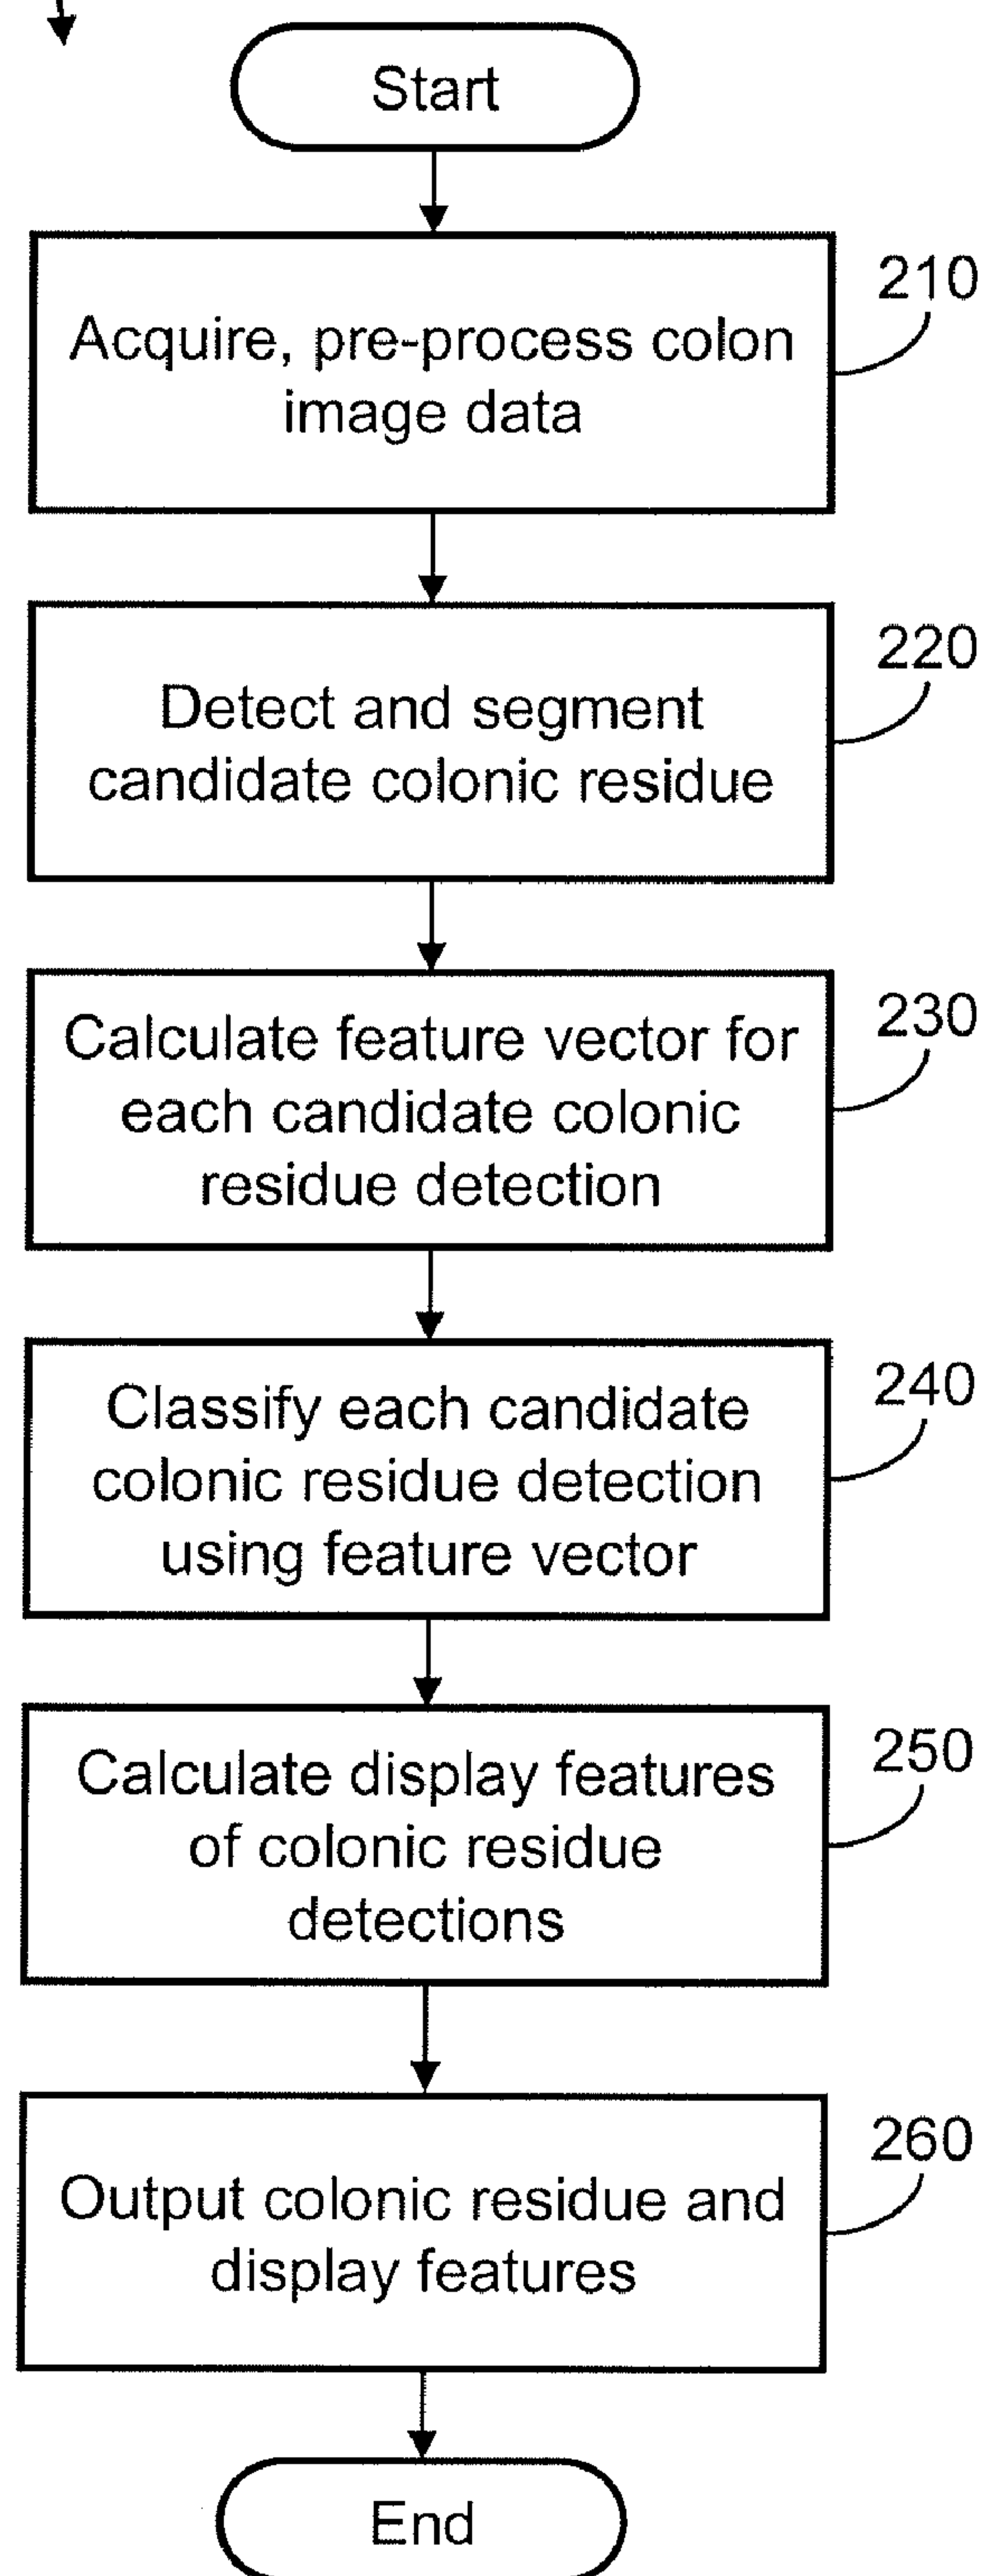 Start
210
Acquire, pre-process colon
image data
220
Detect and segment
candidate colonic residue
230
Calculate feature vector for
each candidate colonic
residue detection
240
Classify each candidate
colonic residue detection
using feature vector
250
Calculate display features
of colonic residue
detections
260
Output colonic residue and
display features
End